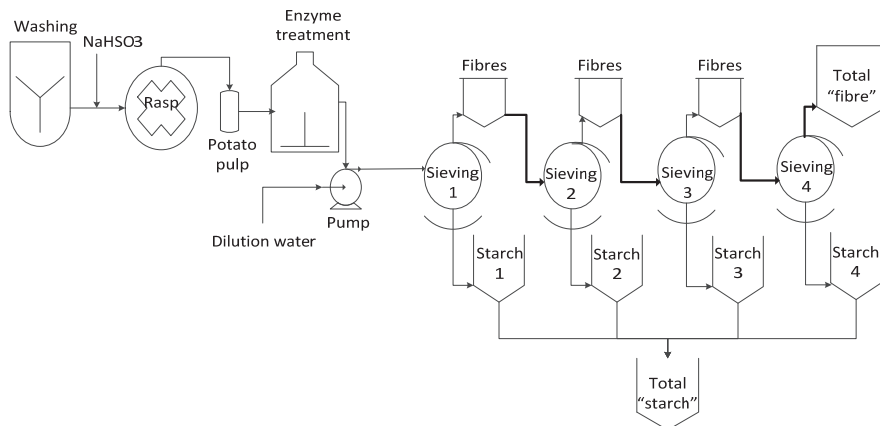 Washing
NaHSO3
Rasp
Potato
pulp
Enzyme
treatment
Pump
Dilution water
Fibres
Fibres
Fibres
Total
“fibre”
Sieving
1
Sieving
2
Sieving
3
Sieving
4
Starch
1
Starch
2
Starch
3
Starch
4
Total
“starch”